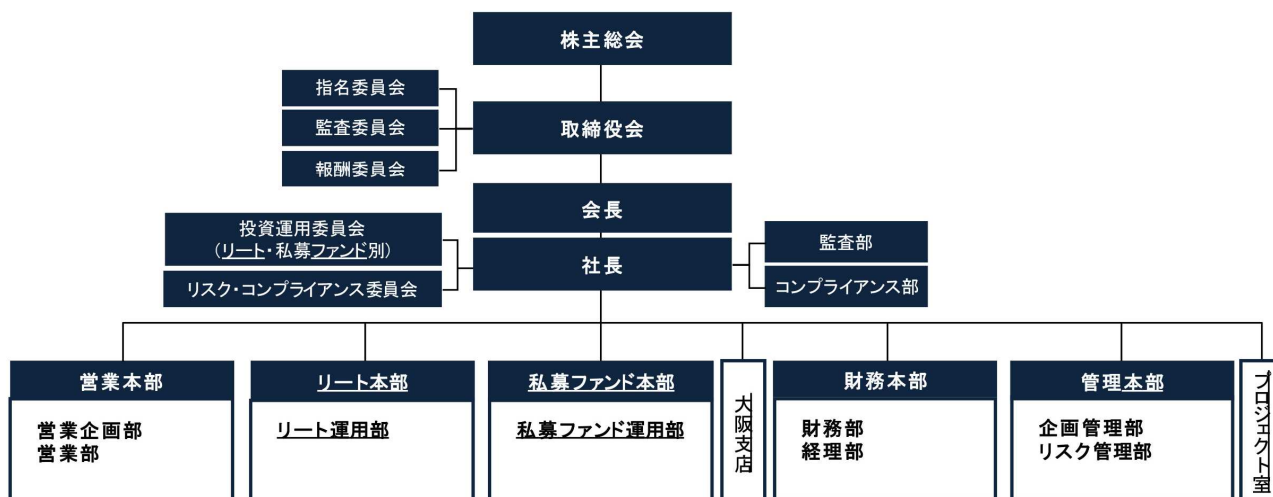 株主総会
指名委員会
監査委員会
報酬委員会
取締役会
会長
投資運用委員会
(リート・私募ファンド別)
リスク・コンプライアンス委員会
社長
監査部
コンプライアンス部
営業本部
営業企画部
営業部
リート本部
リート運用部
私募ファンド本部
私募ファンド運用部
大阪支店
財務本部
財務部
経理部
管理本部
企画管理部
リスク管理部
プロジェクト室